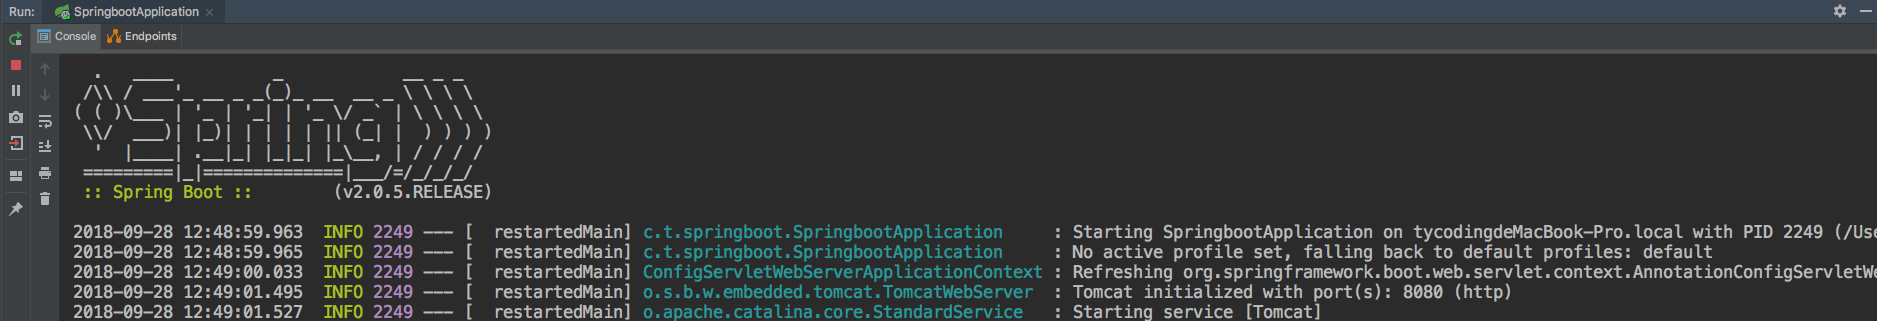 Run: SpringbootApplication ×
Console Endpoints
  .   ____          _            __ _ _
 /\\ / ___'_ __ _ _(_)_ __  __ _ \ \ \ \
( ( )\___ | '_ | '_| | '_ \/ _` | \ \ \ \
 \\/  ___)| |_)| | | | | || (_| |  ) ) ) )
  '  |____| .__|_| |_|_| |_\__, | / / / /
 =========|_|==============|___/=/_/_/_/
 :: Spring Boot ::        (v2.0.5.RELEASE)
2018-09-28 12:48:59.963  INFO 2249 --- [  restartedMain] c.t.springboot.SpringbootApplication     : Starting SpringbootApplication on tycodingdeMacBook-Pro.local with PID 2249 (/Use
2018-09-28 12:48:59.965  INFO 2249 --- [  restartedMain] c.t.springboot.SpringbootApplication     : No active profile set, falling back to default profiles: default
2018-09-28 12:49:00.033  INFO 2249 --- [  restartedMain] ConfigServletWebServerApplicationContext : Refreshing org.springframework.boot.web.servlet.context.AnnotationConfigServletWe
2018-09-28 12:49:01.495  INFO 2249 --- [  restartedMain] o.s.b.w.embedded.tomcat.TomcatWebServer  : Tomcat initialized with port(s): 8080 (http)
2018-09-28 12:49:01.527  INFO 2249 --- [  restartedMain] o.apache.catalina.core.StandardService   : Starting service [Tomcat]